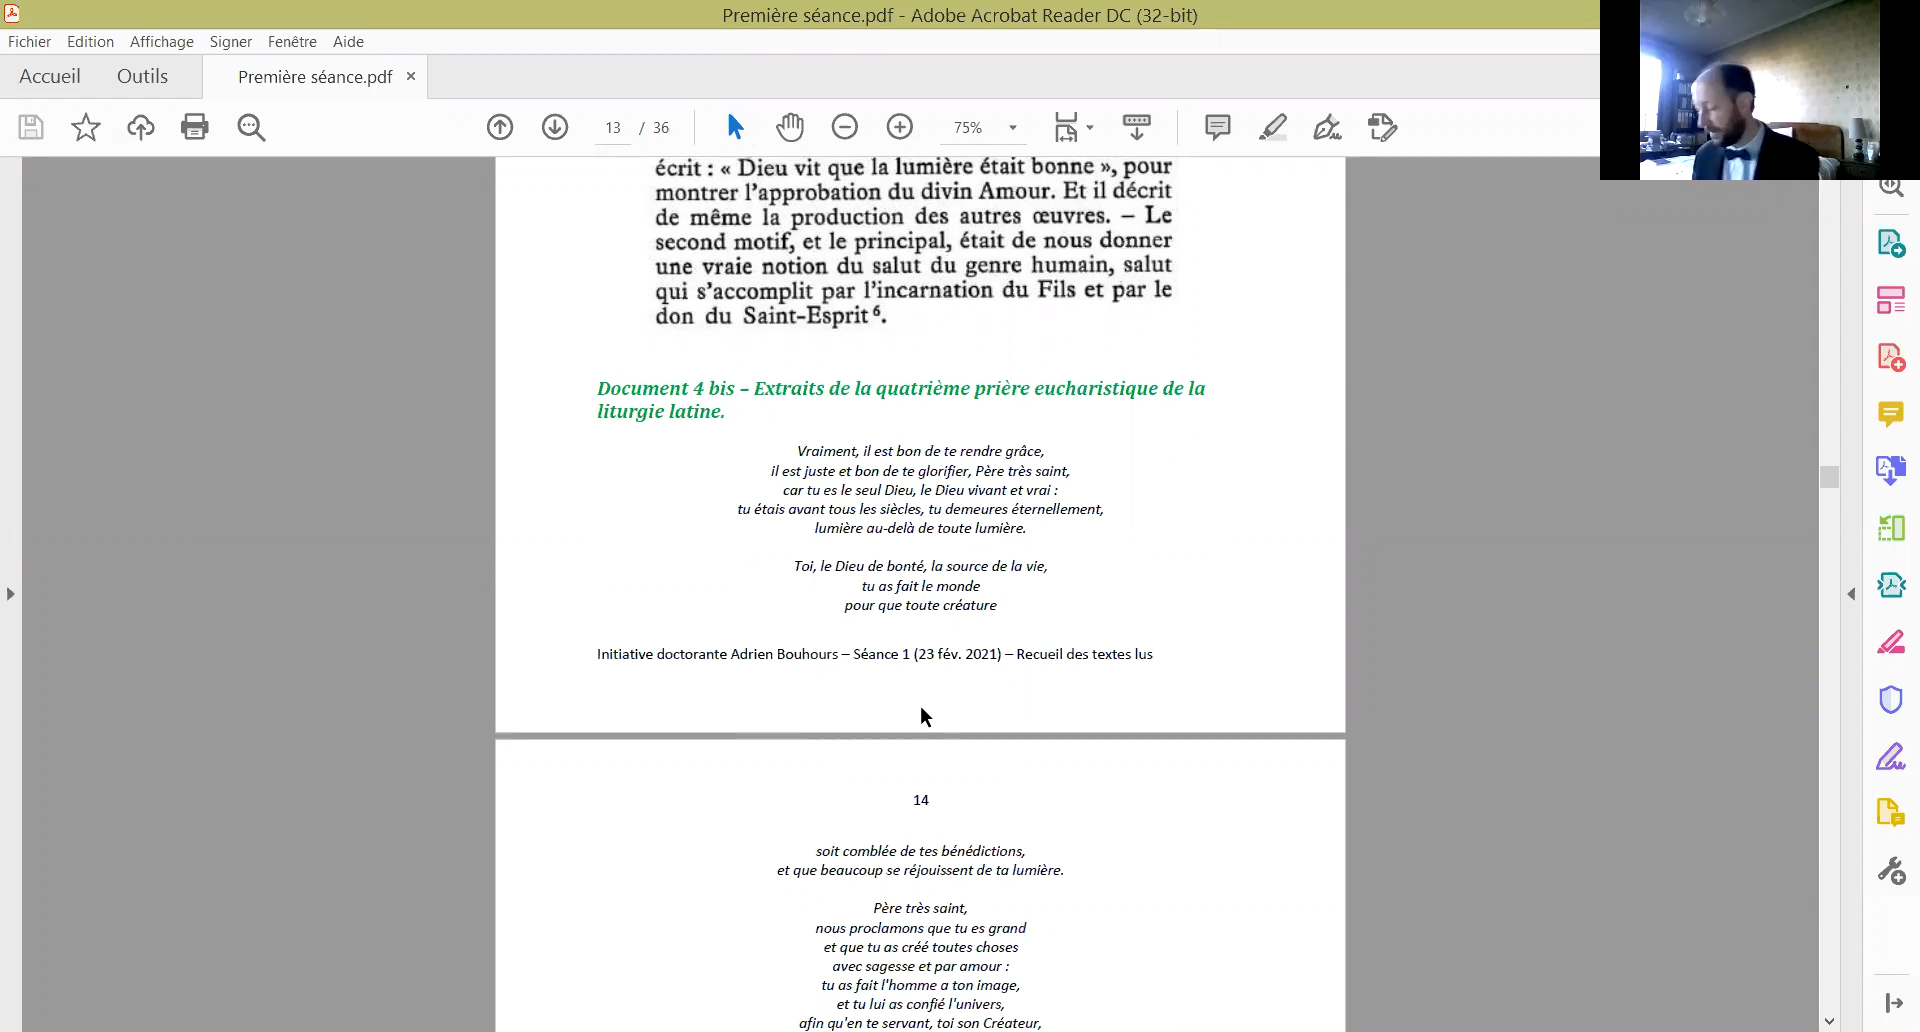 Première séance.pdf - Adobe Acrobat Reader DC (32-bit)
Fichier Edition Affichage Signer Fenêtre Aide
Accueil Outils Première séance.pdf ×
13 / 36 75%
écrit : « Dieu vit que la lumière était bonne », pour
montrer l'approbation du divin Amour. Et il décrit
de même la production des autres œuvres. – Le
second motif, et le principal, était de nous donner
une vraie notion du salut du genre humain, salut
qui s'accomplit par l'incarnation du Fils et par le
don du Saint-Esprit⁶.
Document 4 bis – Extraits de la quatrième prière eucharistique de la
liturgie latine.
Vraiment, il est bon de te rendre grâce,
il est juste et bon de te glorifier, Père très saint,
car tu es le seul Dieu, le Dieu vivant et vrai :
tu étais avant tous les siècles, tu demeures éternellement,
lumière au-delà de toute lumière.
Toi, le Dieu de bonté, la source de la vie,
tu as fait le monde
pour que toute créature
Initiative doctorante Adrien Bouhours – Séance 1 (23 fév. 2021) – Recueil des textes lus
14
soit comblée de tes bénédictions,
et que beaucoup se réjouissent de ta lumière.
Père très saint,
nous proclamons que tu es grand
et que tu as créé toutes choses
avec sagesse et par amour :
tu as fait l'homme a ton image,
et tu lui as confié l'univers,
afin qu'en te servant, toi son Créateur,